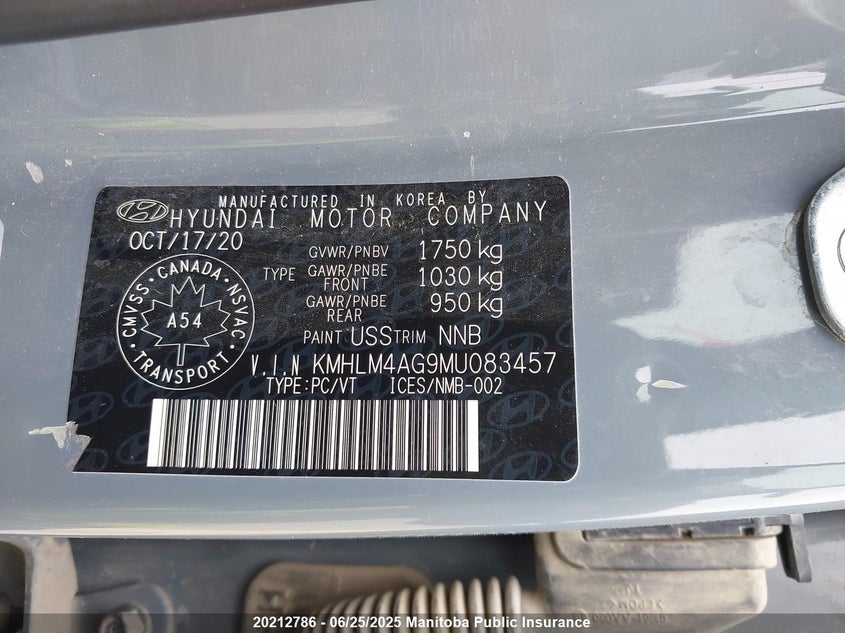 MANUFACTURED IN KOREA BY
HYUNDAI MOTOR COMPANY
OCT/17/20
GVWR/PNBV 1750 kg
TYPE GAWR/PNBE FRONT 1030 kg
GAWR/PNBE REAR 950 kg
CMVSS · CANADA · NSVAC · TRANSPORT
A54
PAINT USS TRIM NNB
V.I.N KMHLM4AG9MU083457
TYPE:PC/VT ICES/NMB-002
20212786 - 06/25/2025 Manitoba Public Insurance